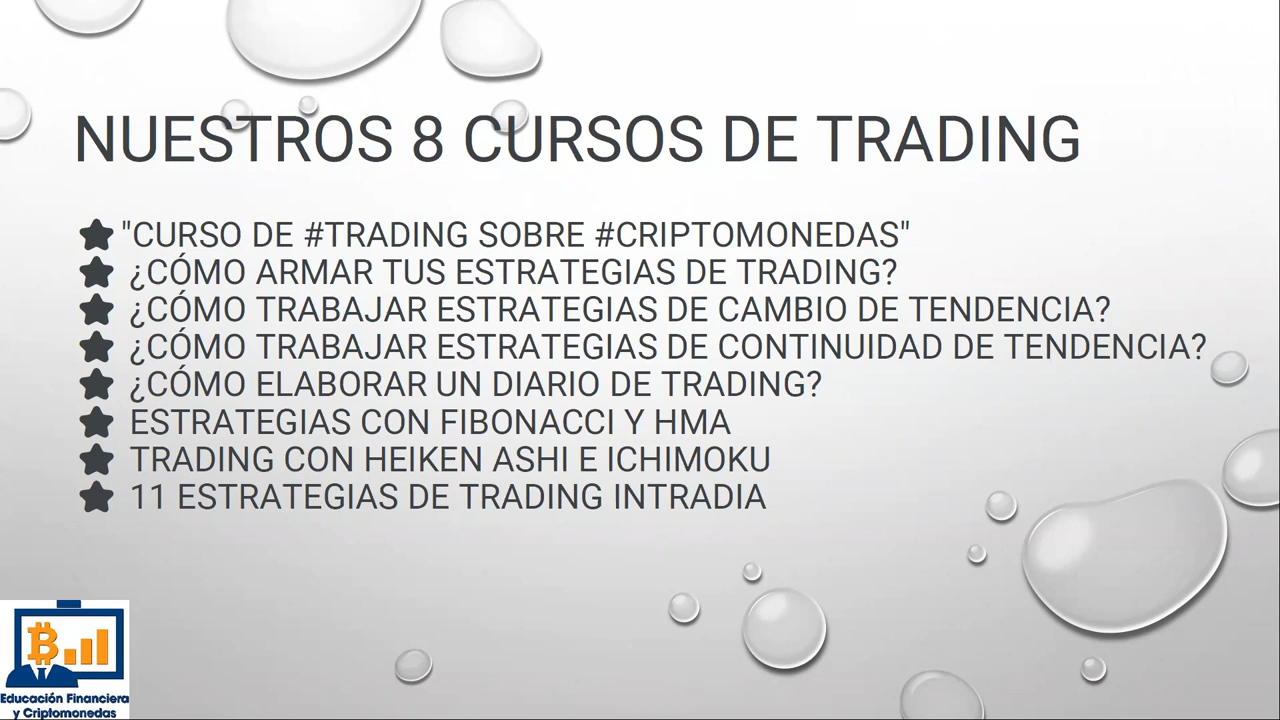 NUESTROS 8 CURSOS DE TRADING
"CURSO DE #TRADING SOBRE #CRIPTOMONEDAS"
¿CÓMO ARMAR TUS ESTRATEGIAS DE TRADING?
¿CÓMO TRABAJAR ESTRATEGIAS DE CAMBIO DE TENDENCIA?
¿CÓMO TRABAJAR ESTRATEGIAS DE CONTINUIDAD DE TENDENCIA?
¿CÓMO ELABORAR UN DIARIO DE TRADING?
ESTRATEGIAS CON FIBONACCI Y HMA
TRADING CON HEIKEN ASHI E ICHIMOKU
11 ESTRATEGIAS DE TRADING INTRADIA
Educación Financiera
y Criptomonedas